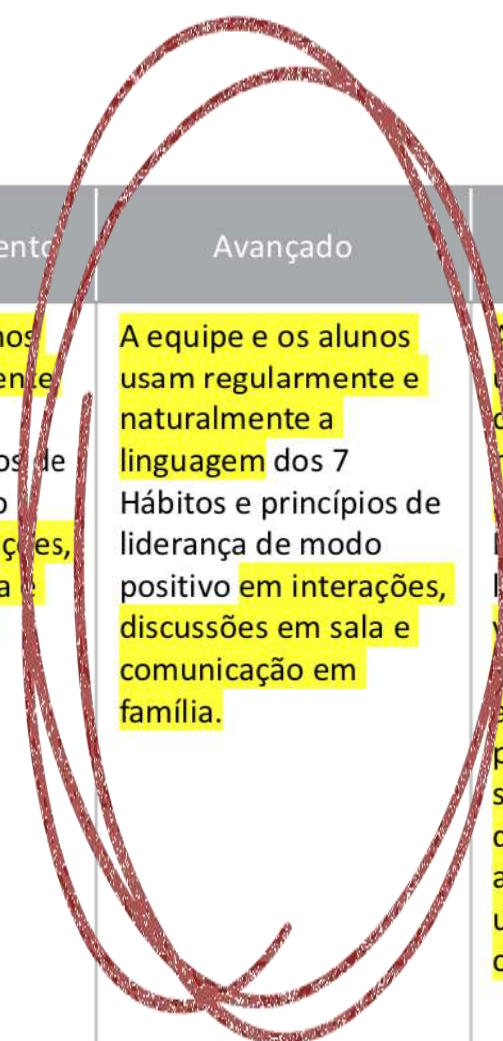 Avançado
A equipe e os alunos
usam regularmente e
naturalmente a
linguagem dos 7
Hábitos e princípios de
liderança de modo
positivo em interações,
discussões em sala e
comunicação em
família.